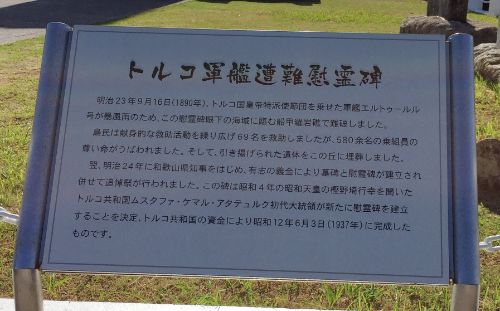 トルコ軍艦遭難慰霊碑
明治23年9月16日(1890年)、トルコ国皇帝特派使節団を乗せた軍艦エルトゥールル
号が暴風雨のため、この慰霊碑眼下の海域に臨む船甲羅岩礁で難破しました。
島民は献身的な救助活動を繰り広げ69名を救助しましたが、580余名の乗組員の
尊い命がうばわれました。そして、引き揚げられた遺体をこの丘に埋葬しました。
翌、明治24年に和歌山県知事をはじめ、有志の義金により墓碑と慰霊碑が建立され
併せて追悼祭が行われました。この碑は昭和4年の昭和天皇の樫野埼行幸を聞いた
トルコ共和国ムスタファ・ケマル・アタテュルク初代大統領が新たに慰霊碑を建立
することを決定、トルコ共和国の資金により昭和12年6月3日(1937年)に完成した
ものです。